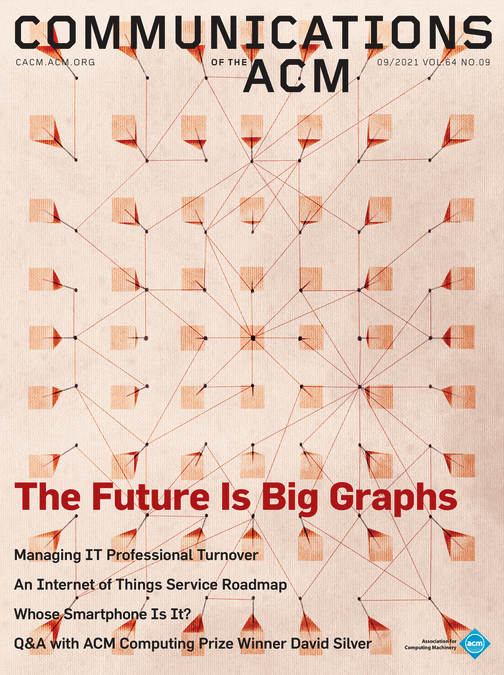 COMMUNICATIONS
CACM.ACM.ORG OF THE ACM 09/2021 VOL.64 NO.09
The Future Is Big Graphs
Managing IT Professional Turnover
An Internet of Things Service Roadmap
Whose Smartphone Is It?
Q&A with ACM Computing Prize Winner David Silver
Association for
Computing Machinery
acm